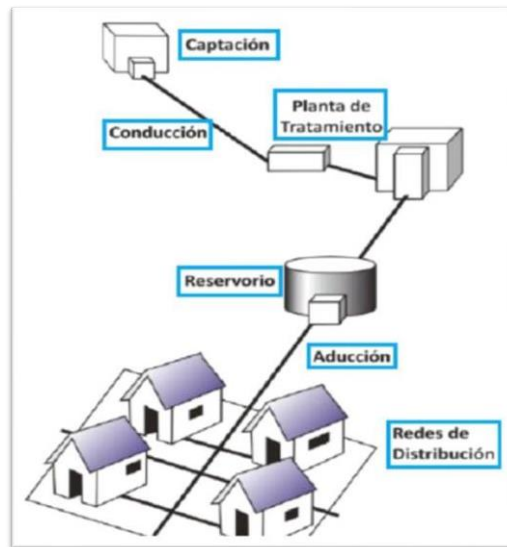 Captación
Conducción
Planta de
Tratamiento
Reservorio
Aducción
Redes de
Distribución